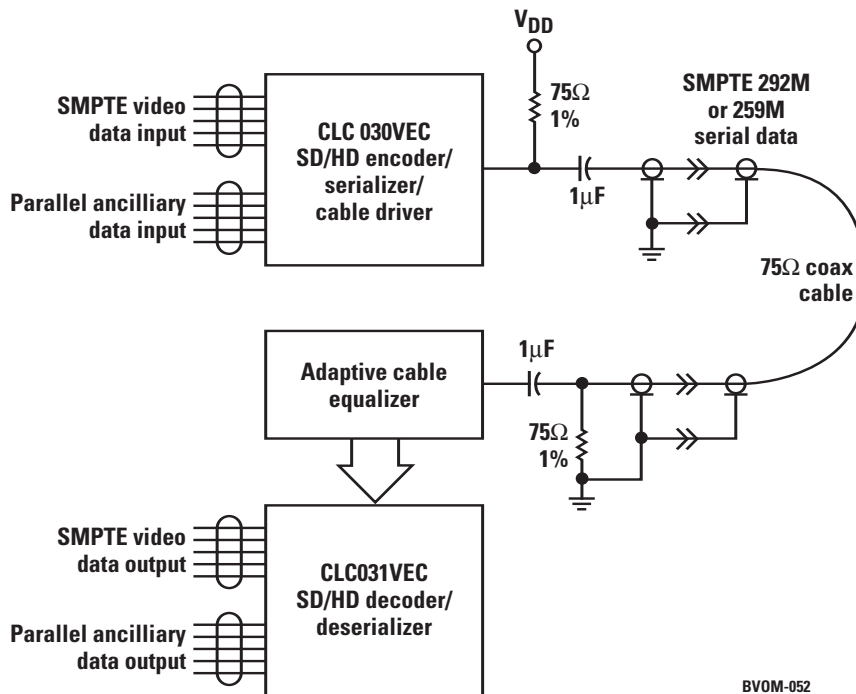 SMPTE video
data input
Parallel ancilliary
data input
CLC 030VEC
SD/HD encoder/
serializer/
cable driver
VDD
75Ω
1%
1µF
SMPTE 292M
or 259M
serial data
75Ω coax
cable
Adaptive cable
equalizer
1µF
75Ω
1%
SMPTE video
data output
Parallel ancilliary
data output
CLC031VEC
SD/HD decoder/
deserializer
BVOM-052